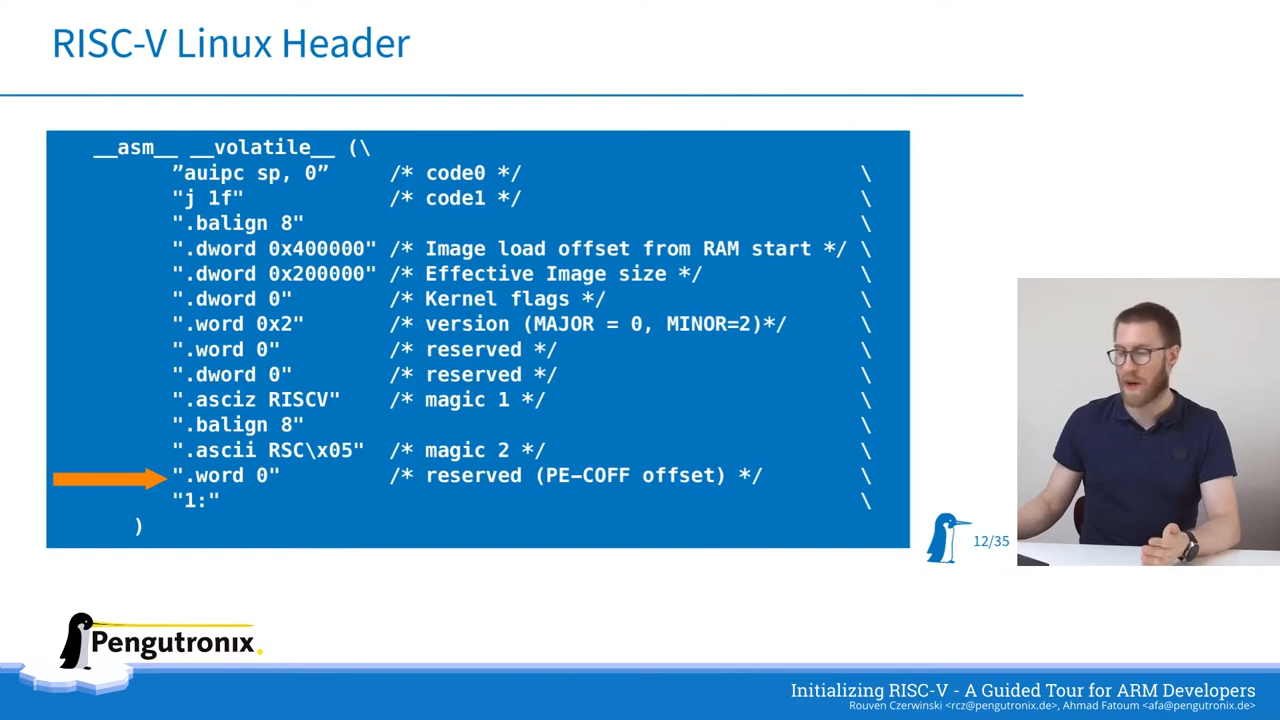 RISC-V Linux Header
__asm__ __volatile__ (\
”auipc sp, 0” /* code0 */ \
"j 1f" /* code1 */ \
".balign 8" \
".dword 0x400000" /* Image load offset from RAM start */ \
".dword 0x200000" /* Effective Image size */ \
".dword 0" /* Kernel flags */ \
".word 0x2" /* version (MAJOR = 0, MINOR=2)*/ \
".word 0" /* reserved */ \
".dword 0" /* reserved */ \
".asciz RISCV" /* magic 1 */ \
".balign 8" \
".ascii RSC\x05" /* magic 2 */ \
".word 0" /* reserved (PE–COFF offset) */ \
"1:" \
)
12/35
Pengutronix
Initializing RISC-V - A Guided Tour for ARM Developers
Rouven Czerwinski <rcz@pengutronix.de>, Ahmad Fatoum <afa@pengutronix.de>